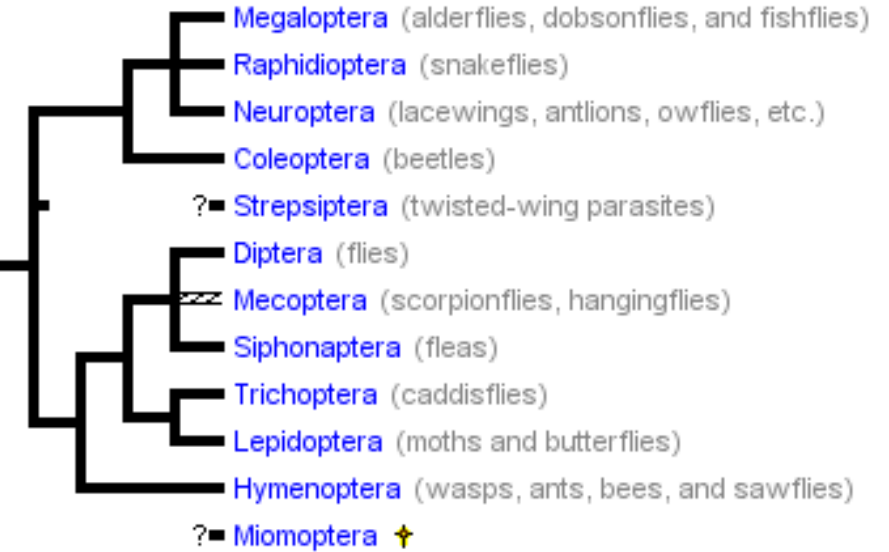 Megaloptera (alderflies, dobsonflies, and fishflies)
Raphidioptera (snakeflies)
Neuroptera (lacewings, antlions, owflies, etc.)
Coleoptera (beetles)
? Strepsiptera (twisted-wing parasites)
Diptera (flies)
Mecoptera (scorpionflies, hangingflies)
Siphonaptera (fleas)
Trichoptera (caddisflies)
Lepidoptera (moths and butterflies)
Hymenoptera (wasps, ants, bees, and sawflies)
? Miomoptera